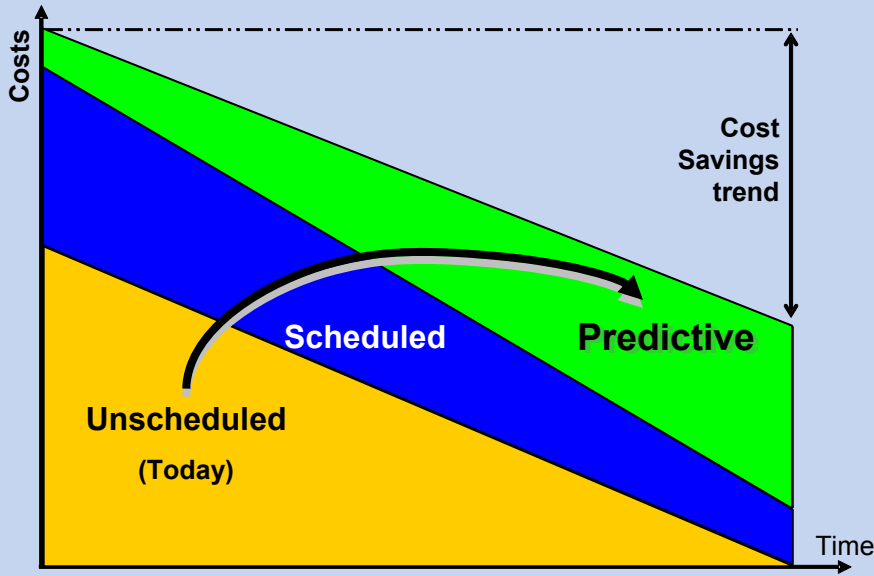 Costs
Cost
Savings
trend
Scheduled
Predictive
Unscheduled
(Today)
Time